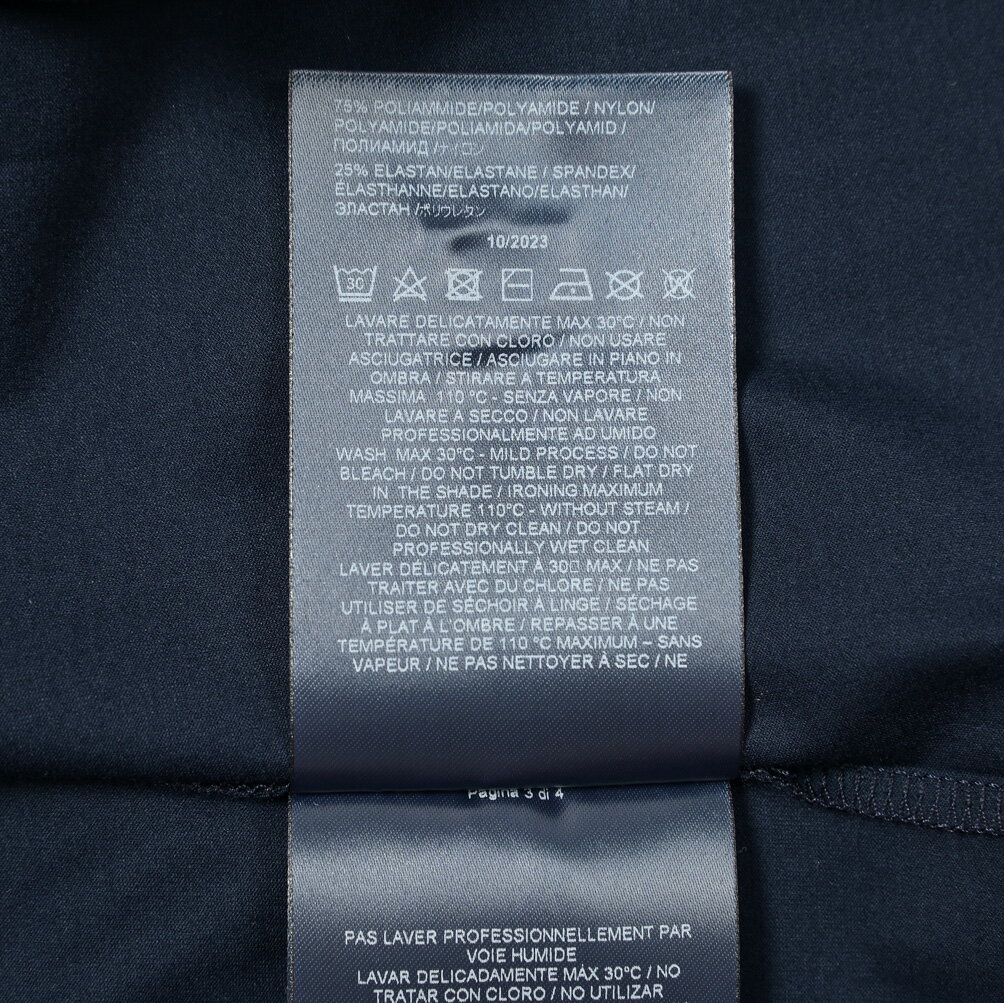 75% POLIAMMIDE/POLYAMIDE / NYLON/
POLYAMIDE/POLIAMIDA/POLYAMID /
ПОЛИАМИД /ナイロン
25% ELASTAN/ELASTANE / SPANDEX/
ÉLASTHANNE/ELASTANO/ELASTHAN/
ЭЛАСТАН /ポリウレタン
10/2023
30
LAVARE DELICATAMENTE MAX 30°C / NON
TRATTARE CON CLORO / NON USARE
ASCIUGATRICE / ASCIUGARE IN PIANO IN
OMBRA / STIRARE A TEMPERATURA
MASSIMA 110 °C - SENZA VAPORE / NON
LAVARE A SECCO / NON LAVARE
PROFESSIONALMENTE AD UMIDO
WASH MAX 30°C - MILD PROCESS / DO NOT
BLEACH / DO NOT TUMBLE DRY / FLAT DRY
IN THE SHADE / IRONING MAXIMUM
TEMPERATURE 110°C - WITHOUT STEAM /
DO NOT DRY CLEAN / DO NOT
PROFESSIONALLY WET CLEAN
LAVER DÉLICATEMENT À 30□ MAX / NE PAS
TRAITER AVEC DU CHLORE / NE PAS
UTILISER DE SÉCHOIR À LINGE / SÉCHAGE
À PLAT À L'OMBRE / REPASSER À UNE
TEMPÉRATURE DE 110 °C MAXIMUM – SANS
VAPEUR / NE PAS NETTOYER À SEC / NE
Pagina 3 di 4
PAS LAVER PROFESSIONNELLEMENT PAR
VOIE HUMIDE
LAVAR DELICADAMENTE MÁX 30°C / NO
TRATAR CON CLORO / NO UTILIZAR